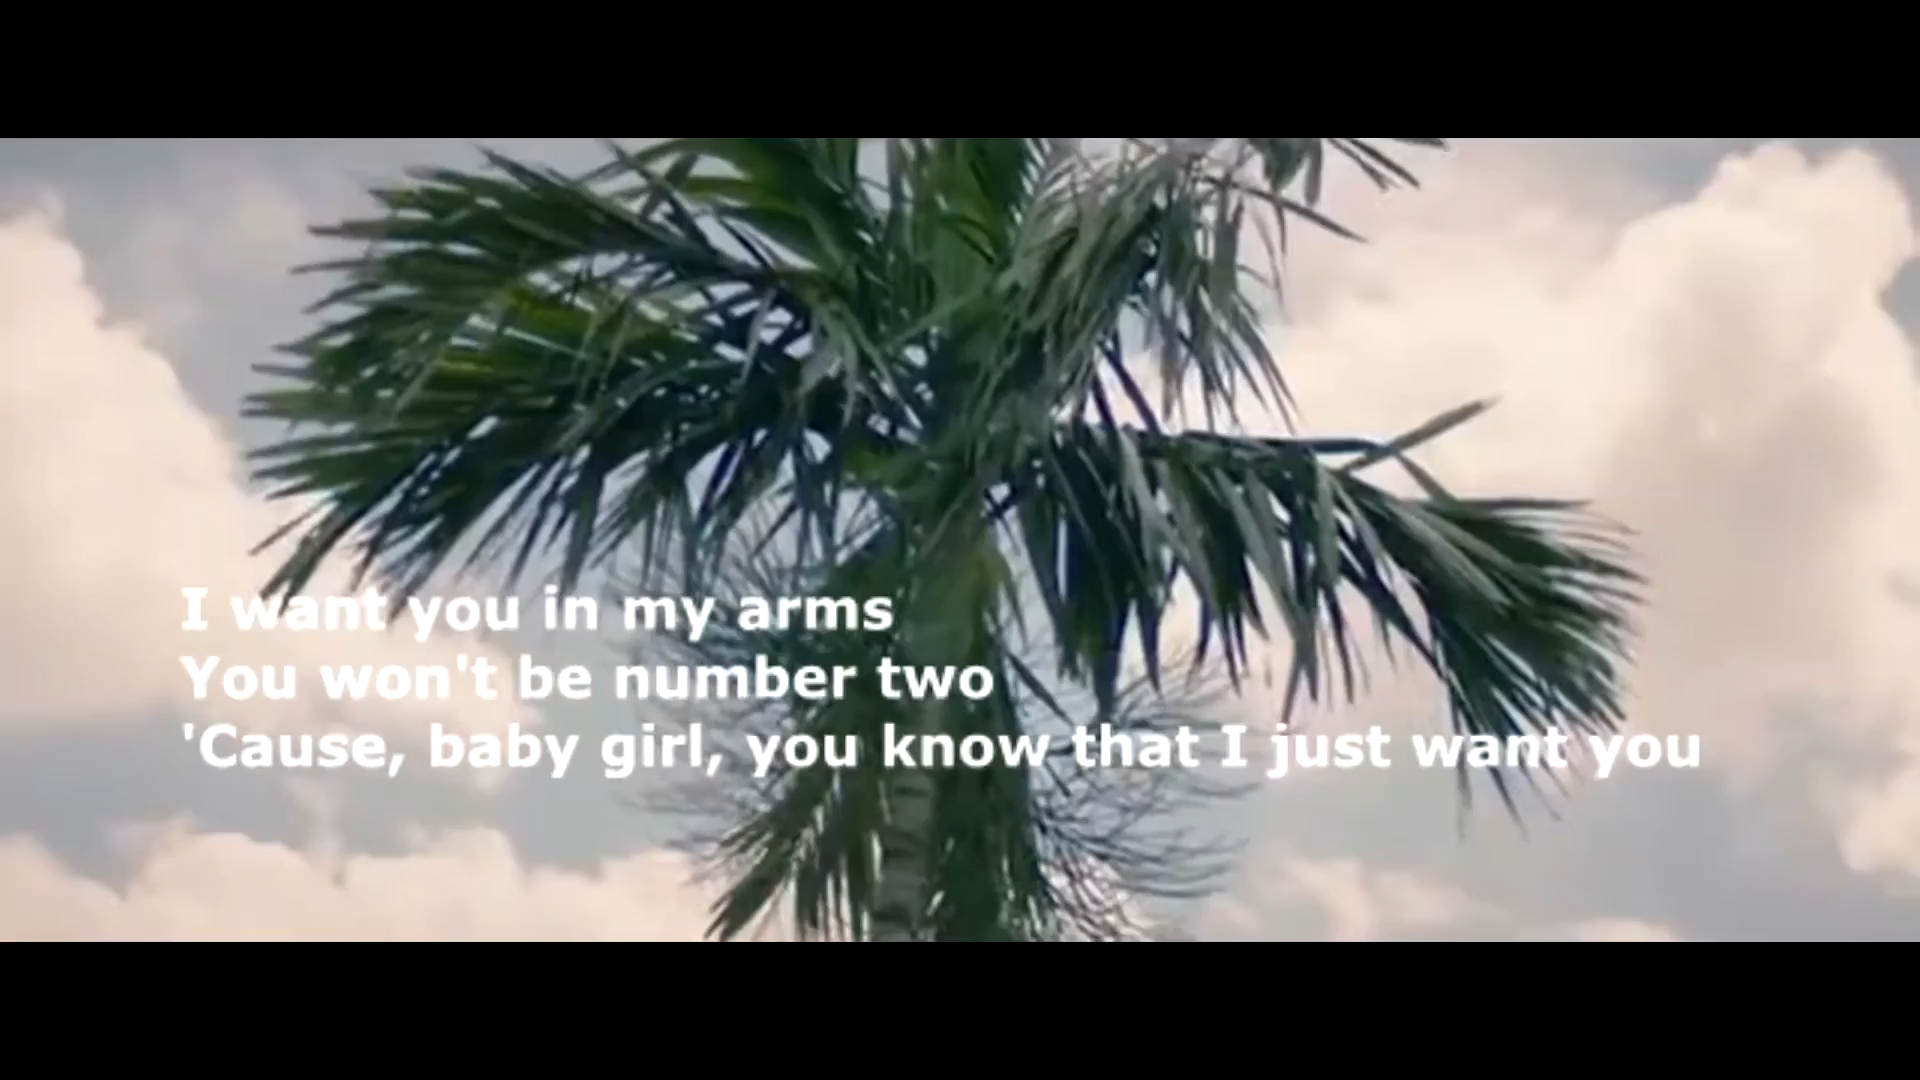 I want you in my arms
You won't be number two
'Cause, baby girl, you know that I just want you